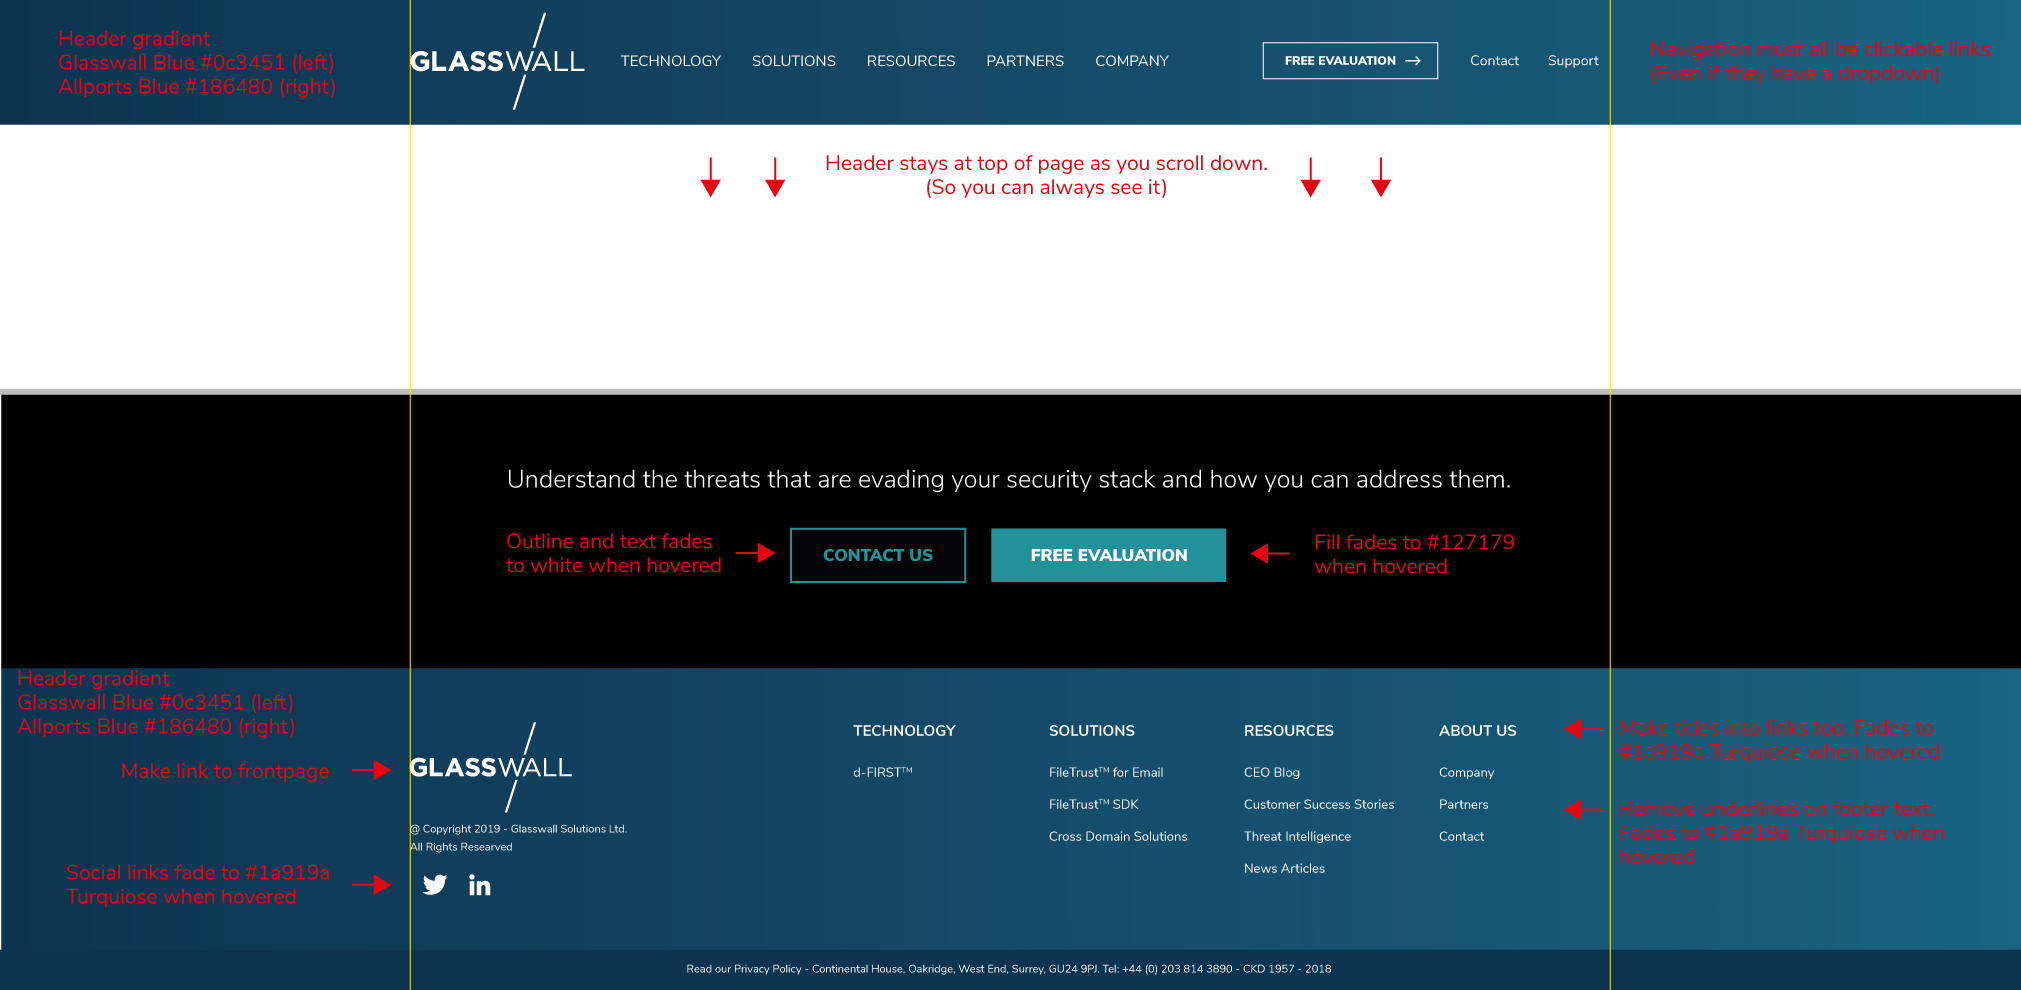 Header gradient
Glasswall Blue #0c3451 (left)
Allports Blue #186480 (right)
GLASSWALL
TECHNOLOGY SOLUTIONS RESOURCES PARTNERS COMPANY
FREE EVALUATION →
Contact Support
Navigation must all be clickable links
(Even if they have a dropdown)
Header stays at top of page as you scroll down.
(So you can always see it)
Understand the threats that are evading your security stack and how you can address them.
Outline and text fades
to white when hovered
CONTACT US
FREE EVALUATION
Fill fades to #127179
when hovered
Header gradient
Glasswall Blue #0c3451 (left)
Allports Blue #186480 (right)
Make link to frontpage
GLASSWALL
@ Copyright 2019 - Glasswall Solutions Ltd.
All Rights Researved
Social links fade to #1a919a
Turquiose when hovered
in
TECHNOLOGY
d-FIRST™
SOLUTIONS
FileTrust™ for Email
FileTrust™ SDK
Cross Domain Solutions
RESOURCES
CEO Blog
Customer Success Stories
Threat Intelligence
News Articles
ABOUT US
Company
Partners
Contact
Make titles into links too. Fades to
#1a919a Turquiose when hovered
Remove underlines on footer text.
Fades to #1a919a Turquiose when
hovered
Read our Privacy Policy - Continental House, Oakridge, West End, Surrey, GU24 9PJ. Tel: +44 (0) 203 814 3890 - CKD 1957 - 2018